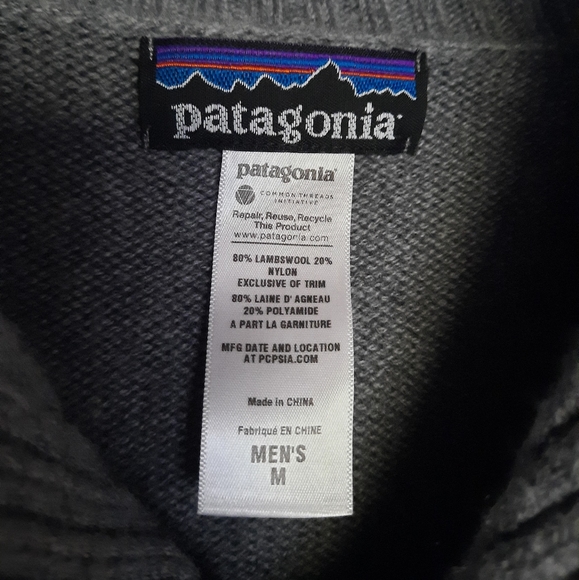 patagonia
patagonia
COMMON THREADS
INITIATIVE
Repair, Reuse, Recycle
This Product
www.patagonia.com
80% LAMBSWOOL 20%
NYLON
EXCLUSIVE OF TRIM
80% LAINE D' AGNEAU
20% POLYAMIDE
A PART LA GARNITURE
MFG DATE AND LOCATION
AT PCPSIA.COM
Made in CHINA
Fabriqué EN CHINE
MEN'S
M